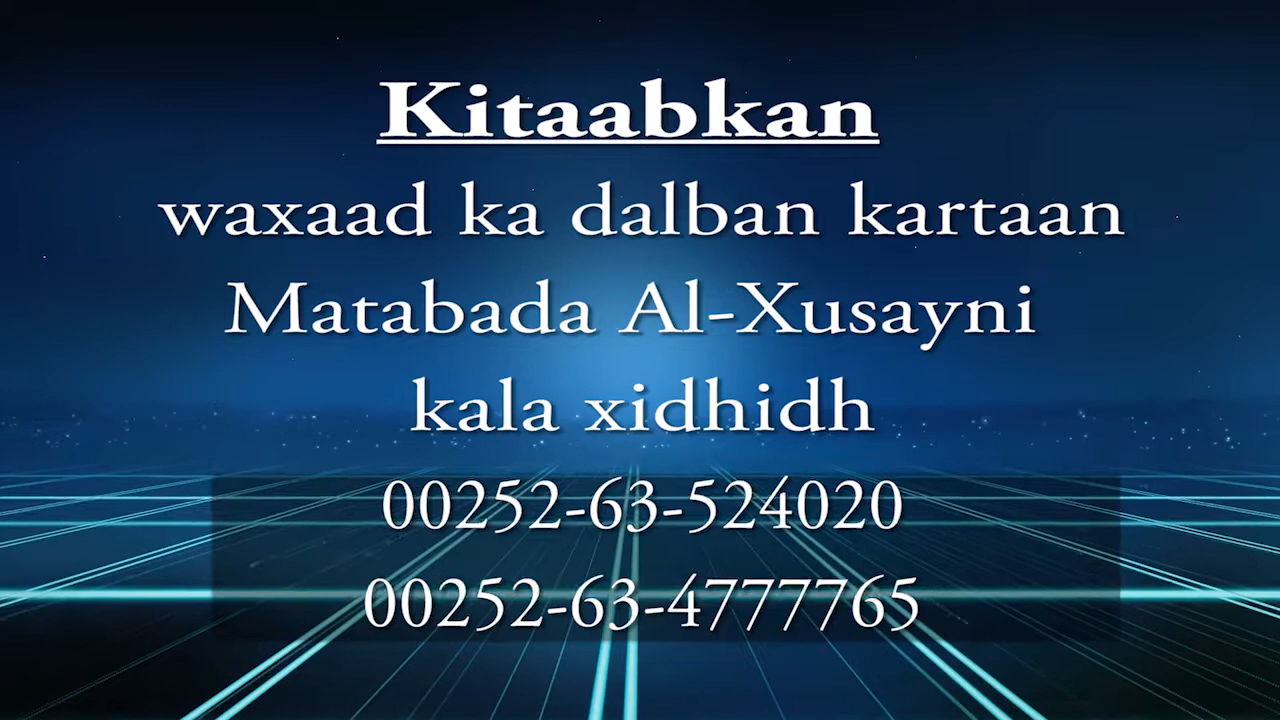 Kitaabkan
waxaad ka dalban kartaan
Matabada Al-Xusayni
kala xidhidh
00252-63-524020
00252-63-4777765